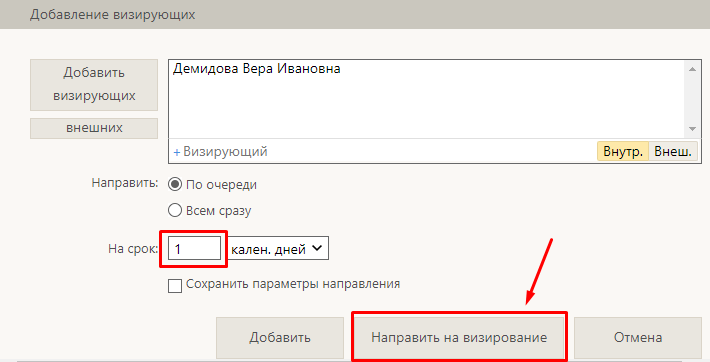 Добавление визирующих
Добавить
визирующих
внешних
Демидова Вера Ивановна
+ Визирующий
Внутр. Внеш.
Направить: По очереди
Всем сразу
На срок: 1 кален. дней
Сохранить параметры направления
Добавить Направить на визирование Отмена